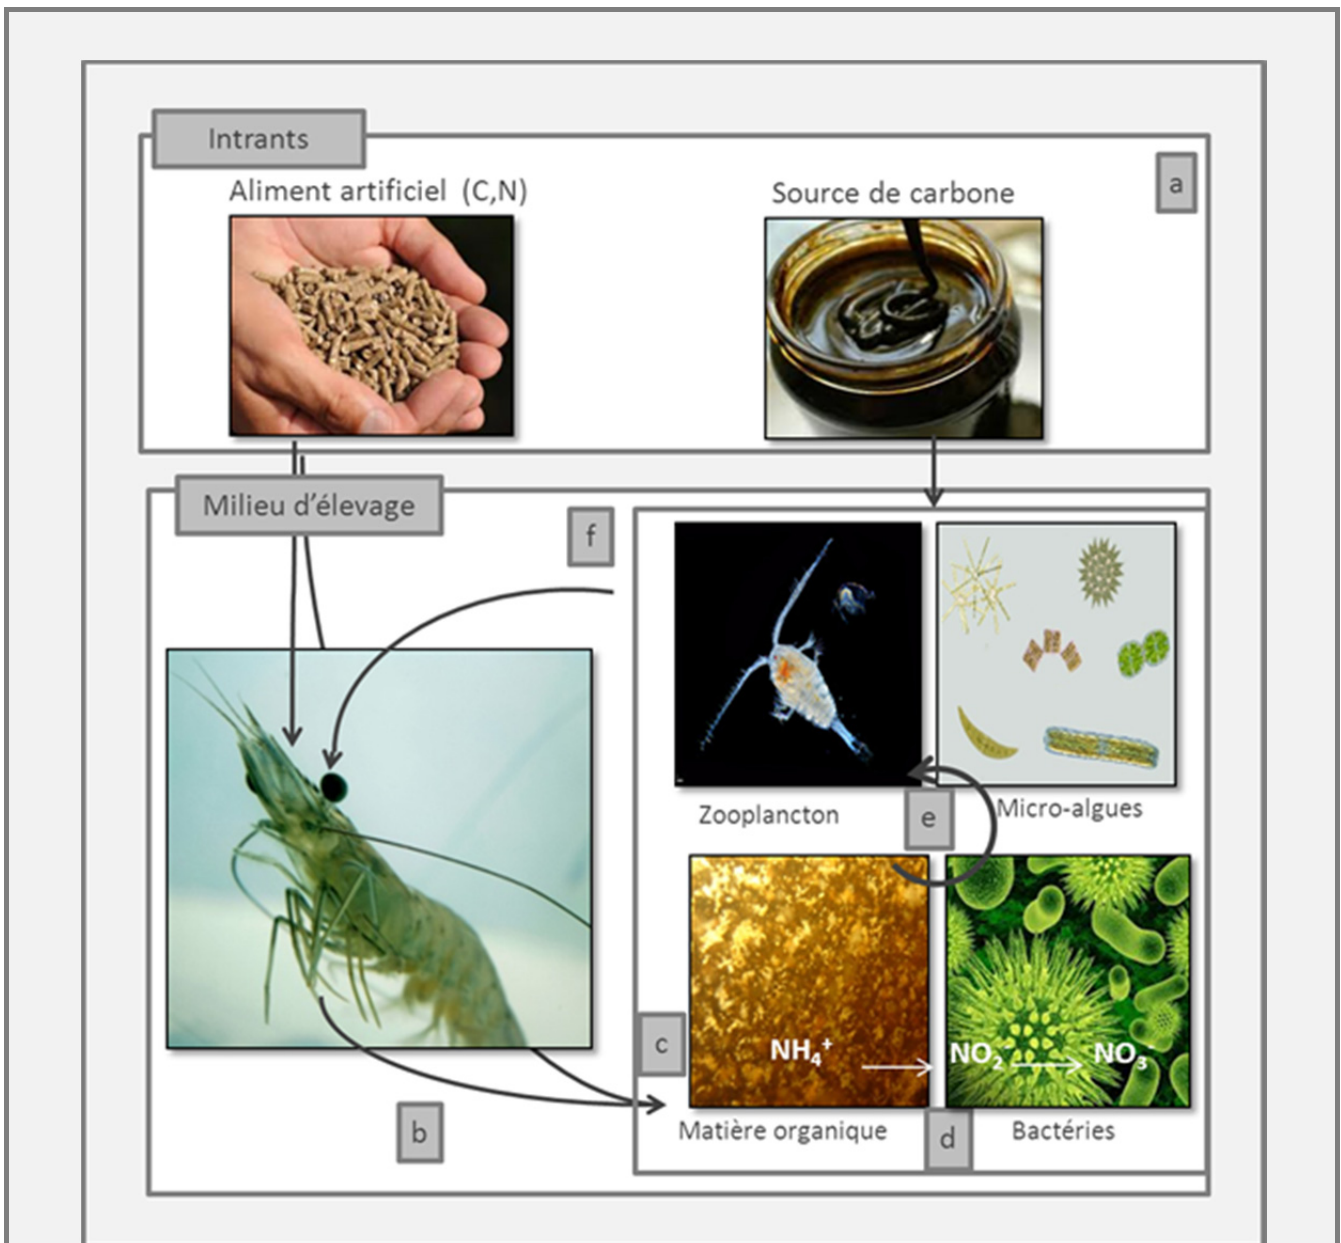 Intrants
a
Aliment artificiel (C,N)
Source de carbone
Milieu d'élevage
f
Zooplancton
Micro-algues
e
c
NH₄⁺
NO₂
NO₃⁻
Matière organique
Bactéries
b
d